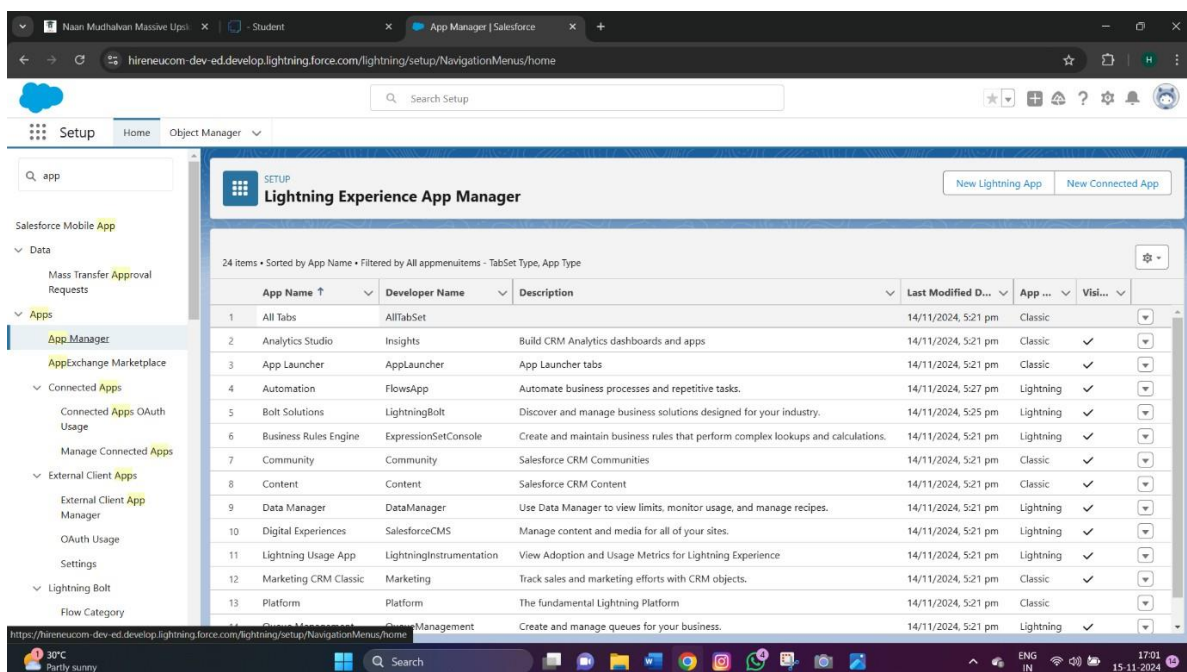 Naan Mudhalvan Massive Upsl
- Student
App Manager | Salesforce
hireneucom-dev-ed.develop.lightning.force.com/lightning/setup/NavigationMenus/home
H
Search Setup
Setup Home Object Manager
app
SETUP
Lightning Experience App Manager
New Lightning App New Connected App
Salesforce Mobile App
Data
Mass Transfer Approval
Requests
Apps
App Manager
AppExchange Marketplace
Connected Apps
Connected Apps OAuth
Usage
Manage Connected Apps
External Client Apps
External Client App
Manager
OAuth Usage
Settings
Lightning Bolt
Flow Category
24 items • Sorted by App Name • Filtered by All appmenuitems - TabSet Type, App Type
App Name ↑ Developer Name Description Last Modified D... App ... Visi...
1 All Tabs AllTabSet 14/11/2024, 5:21 pm Classic
2 Analytics Studio Insights Build CRM Analytics dashboards and apps 14/11/2024, 5:21 pm Classic ✓
3 App Launcher AppLauncher App Launcher tabs 14/11/2024, 5:21 pm Classic ✓
4 Automation FlowsApp Automate business processes and repetitive tasks. 14/11/2024, 5:27 pm Lightning ✓
5 Bolt Solutions LightningBolt Discover and manage business solutions designed for your industry. 14/11/2024, 5:25 pm Lightning ✓
6 Business Rules Engine ExpressionSetConsole Create and maintain business rules that perform complex lookups and calculations. 14/11/2024, 5:21 pm Lightning ✓
7 Community Community Salesforce CRM Communities 14/11/2024, 5:21 pm Classic ✓
8 Content Content Salesforce CRM Content 14/11/2024, 5:21 pm Classic ✓
9 Data Manager DataManager Use Data Manager to view limits, monitor usage, and manage recipes. 14/11/2024, 5:21 pm Lightning ✓
10 Digital Experiences SalesforceCMS Manage content and media for all of your sites. 14/11/2024, 5:21 pm Lightning ✓
11 Lightning Usage App LightningInstrumentation View Adoption and Usage Metrics for Lightning Experience 14/11/2024, 5:21 pm Lightning ✓
12 Marketing CRM Classic Marketing Track sales and marketing efforts with CRM objects. 14/11/2024, 5:21 pm Classic ✓
13 Platform Platform The fundamental Lightning Platform 14/11/2024, 5:21 pm Classic
14 Queue Management QueueManagement Create and manage queues for your business. 14/11/2024, 5:21 pm Lightning ✓
https://hireneucom-dev-ed.develop.lightning.force.com/lightning/setup/NavigationMenus/home
1 30°C
Partly sunny
Search
4
ENG
IN
17:01
15-11-2024
14